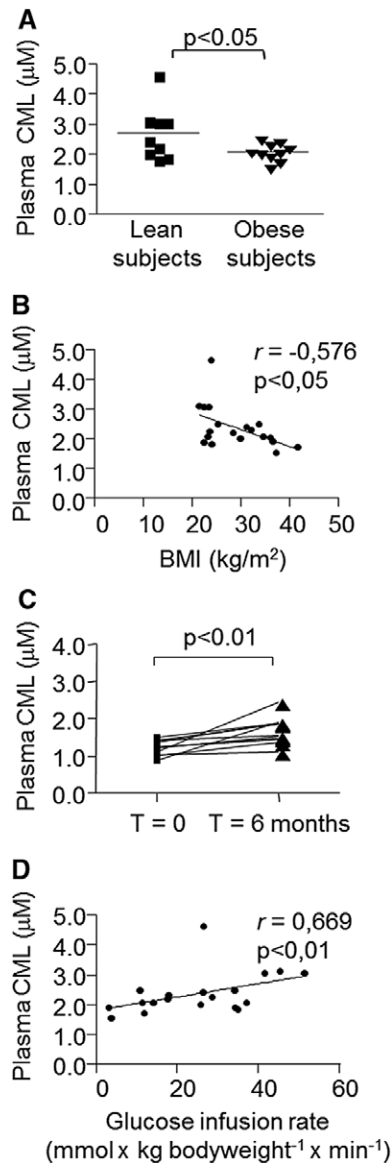 A
p<0.05
Plasma CML (µM)
5.0
4.0
3.0
2.0
1.0
0.0
Lean subjects
Obese subjects
B
r = -0,576
p<0,05
Plasma CML (µM)
5.0
4.0
3.0
2.0
1.0
0.0
0 10 20 30 40 50
BMI (kg/m²)
C
p<0.01
Plasma CML (µM)
4.0
3.0
2.0
1.0
0.0
T = 0 T = 6 months
D
r = 0,669
p<0,01
Plasma CML (µM)
5.0
4.0
3.0
2.0
1.0
0.0
0 20 40 60
Glucose infusion rate
(mmol x kg bodyweight⁻¹ x min⁻¹)